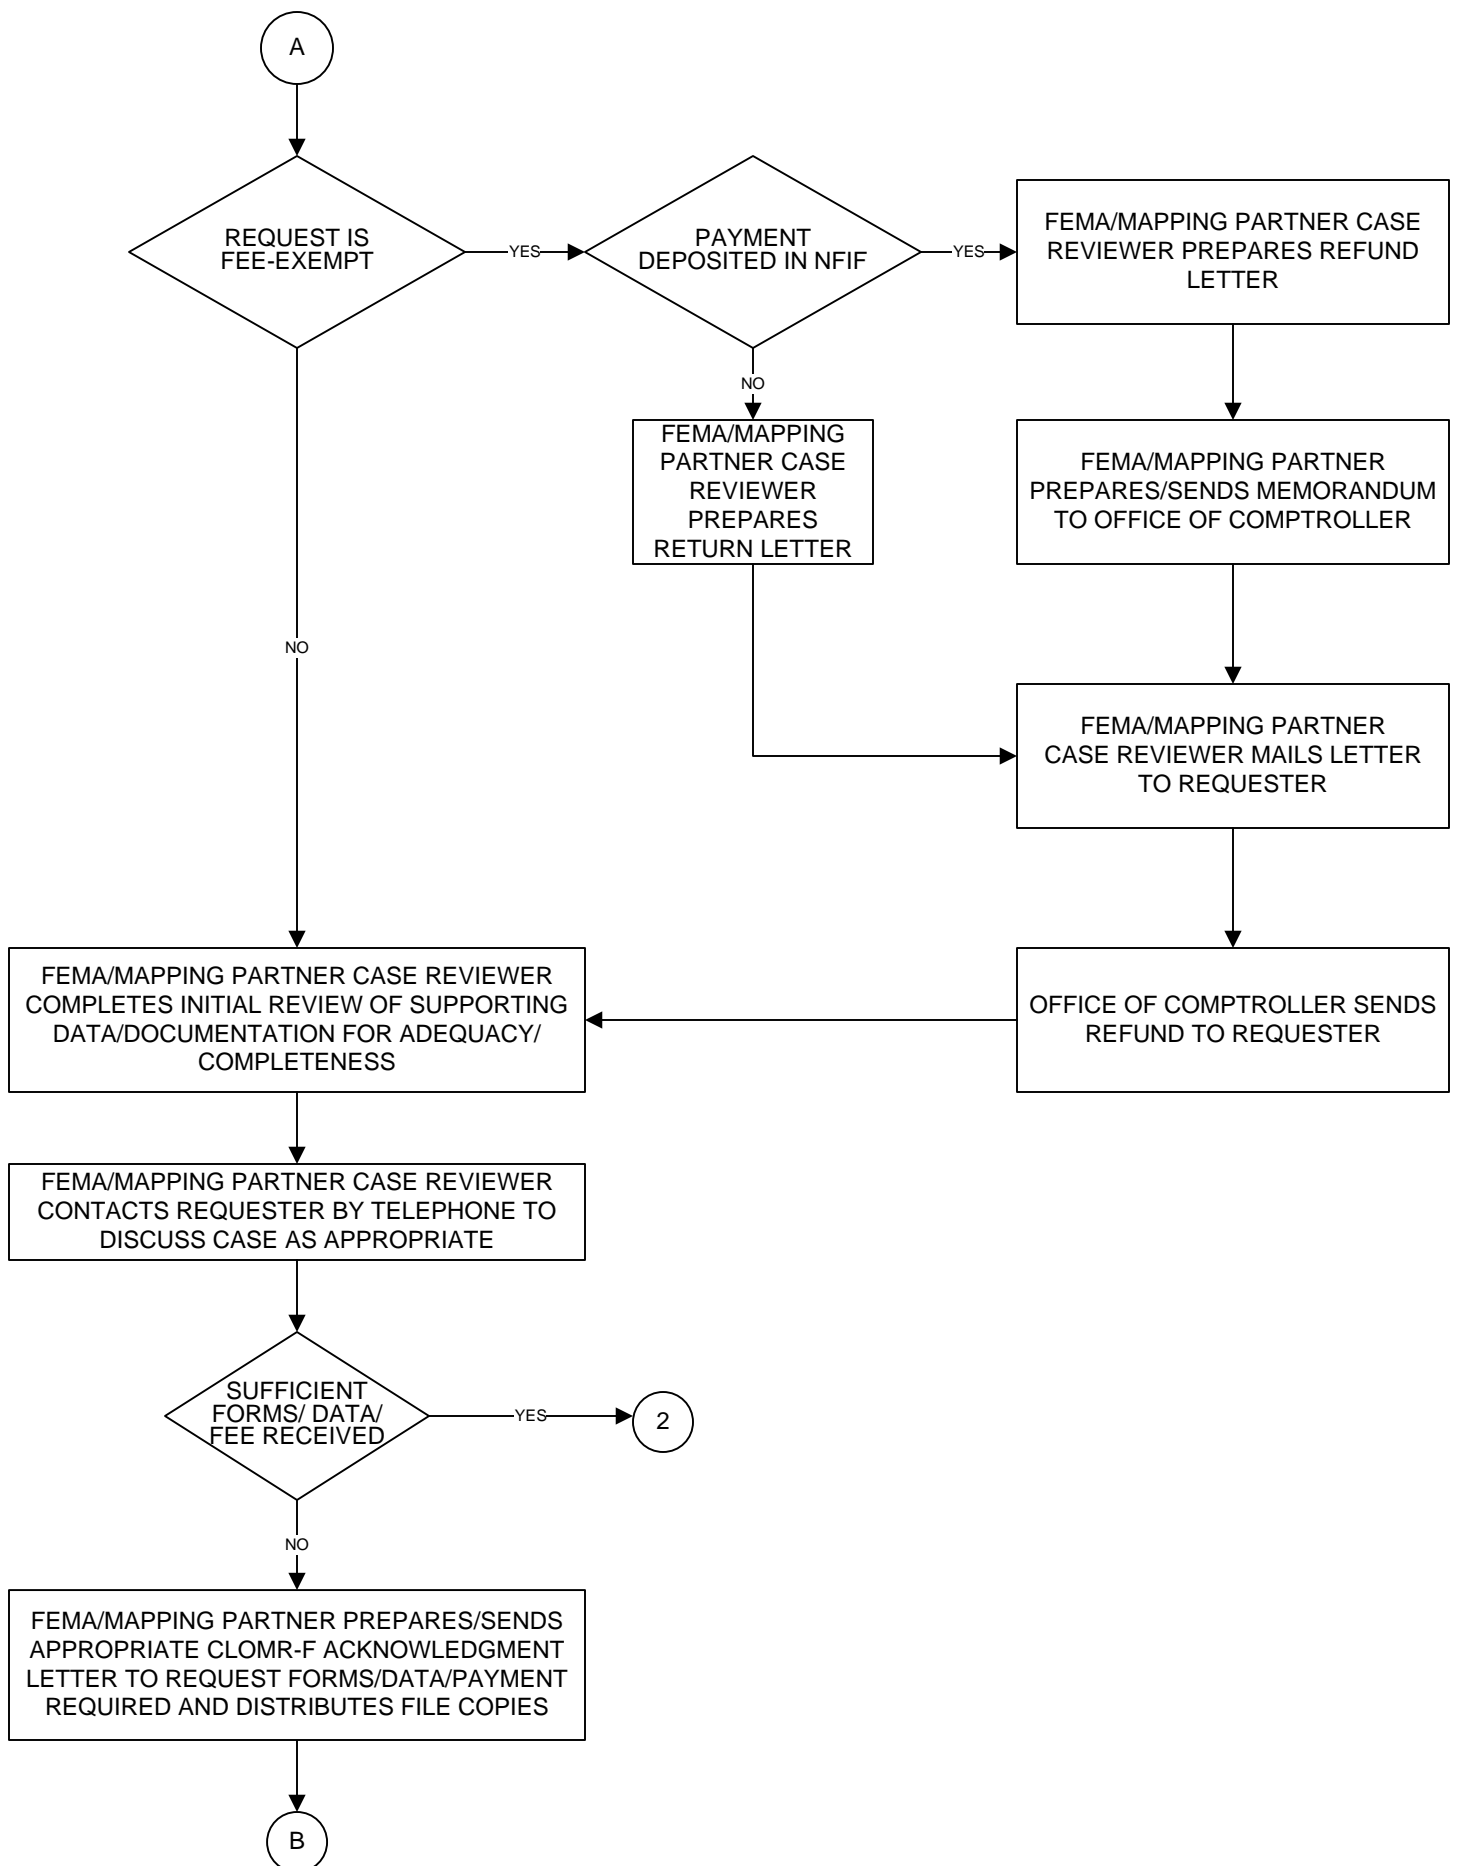 A
REQUEST IS
FEE-EXEMPT
YES
PAYMENT
DEPOSITED IN NFIF
YES
FEMA/MAPPING PARTNER CASE
REVIEWER PREPARES REFUND
LETTER
NO
FEMA/MAPPING
PARTNER CASE
REVIEWER
PREPARES
RETURN LETTER
FEMA/MAPPING PARTNER
PREPARES/SENDS MEMORANDUM
TO OFFICE OF COMPTROLLER
NO
FEMA/MAPPING PARTNER
CASE REVIEWER MAILS LETTER
TO REQUESTER
FEMA/MAPPING PARTNER CASE REVIEWER
COMPLETES INITIAL REVIEW OF SUPPORTING
DATA/DOCUMENTATION FOR ADEQUACY/
COMPLETENESS
OFFICE OF COMPTROLLER SENDS
REFUND TO REQUESTER
FEMA/MAPPING PARTNER CASE REVIEWER
CONTACTS REQUESTER BY TELEPHONE TO
DISCUSS CASE AS APPROPRIATE
SUFFICIENT
FORMS/ DATA/
FEE RECEIVED
YES
2
NO
FEMA/MAPPING PARTNER PREPARES/SENDS
APPROPRIATE CLOMR-F ACKNOWLEDGMENT
LETTER TO REQUEST FORMS/DATA/PAYMENT
REQUIRED AND DISTRIBUTES FILE COPIES
B